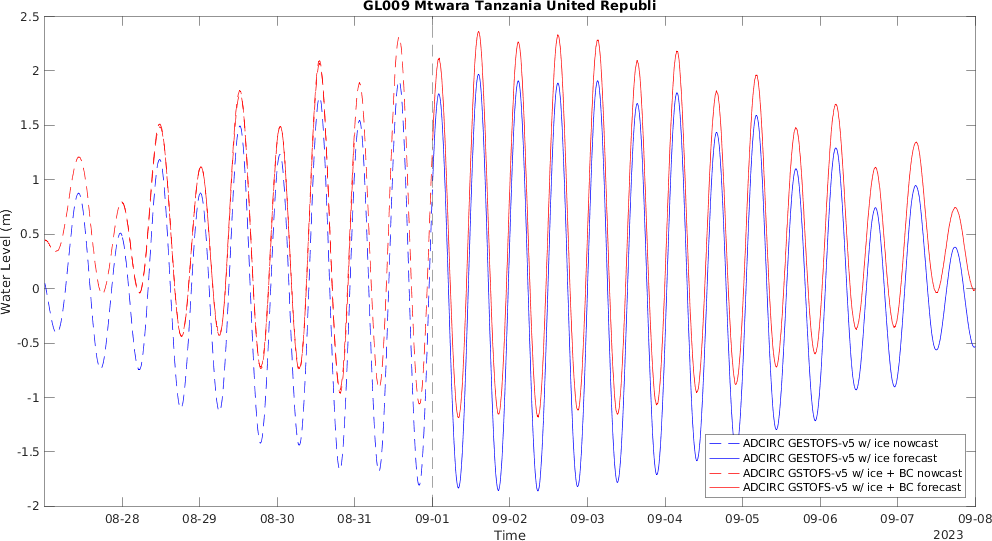 GL009 Mtwara Tanzania United Republi
Water Level (m)
2.5
2
1.5
1
0.5
0
-0.5
-1
-1.5
-2
ADCIRC GESTOFS-v5 w/ ice nowcast
ADCIRC GESTOFS-v5 w/ ice forecast
ADCIRC GSTOFS-v5 w/ ice + BC nowcast
ADCIRC GSTOFS-v5 w/ ice + BC forecast
08-28 08-29 08-30 08-31 09-01 09-02 09-03 09-04 09-05 09-06 09-07 09-08
Time
2023